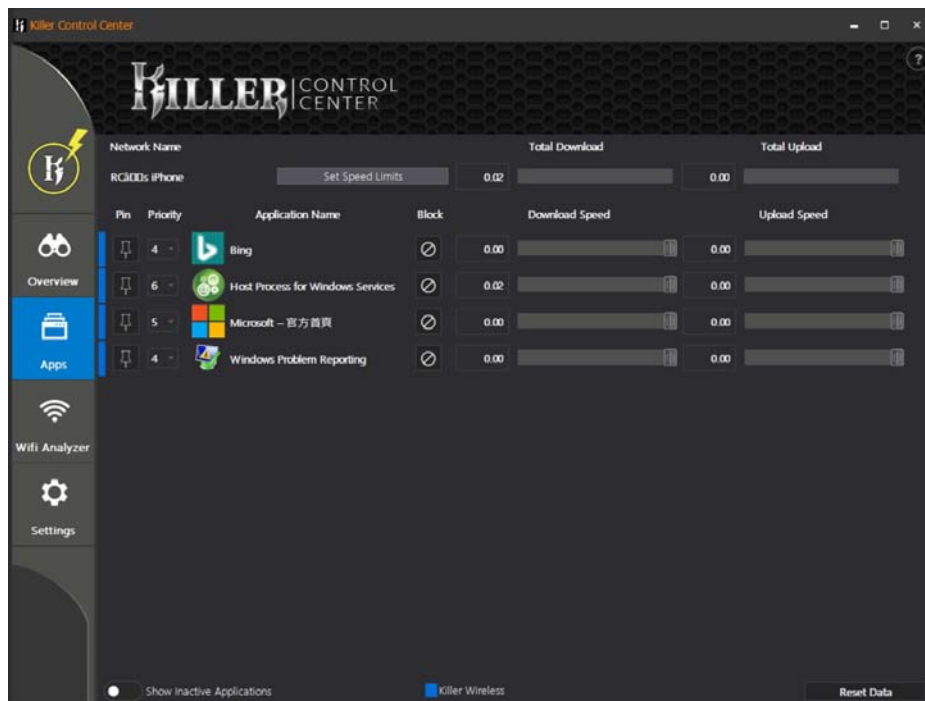 Killer Control Center
KILLER CONTROL CENTER
?
Network Name Total Download Total Upload
RCãs iPhone Set Speed Limits 0.02 0.00
Pin Priority Application Name Block Download Speed Upload Speed
4 Bing 0.00 0.00
6 Host Process for Windows Services 0.02 0.00
5 Microsoft – 官方首頁 0.00 0.00
4 Windows Problem Reporting 0.00 0.00
Overview
Apps
Wifi Analyzer
Settings
Show Inactive Applications Killer Wireless Reset Data